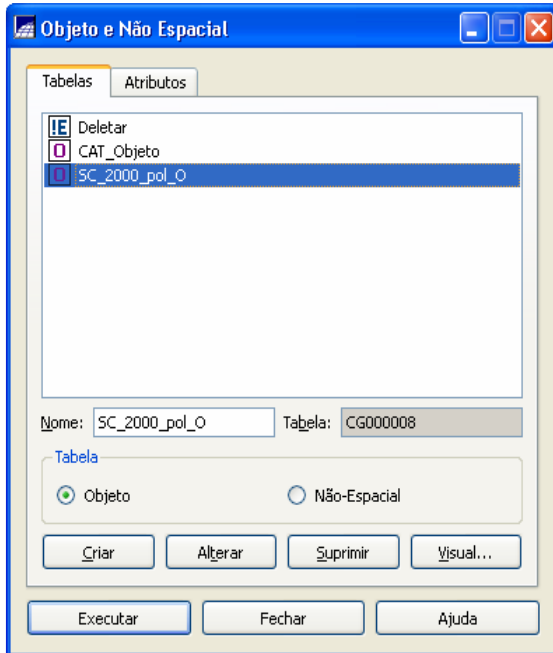 Objeto e Não Espacial
Tabelas Atributos
!E Deletar
O CAT_Objeto
O SC_2000_pol_O
Nome: SC_2000_pol_O Tabela: CG000008
Tabela
Objeto Não-Espacial
Criar Alterar Suprimir Visual...
Executar Fechar Ajuda